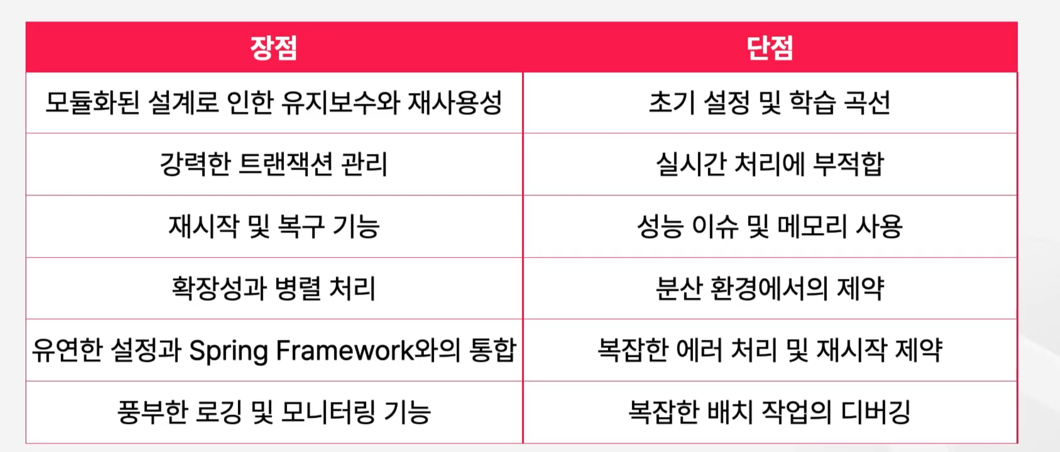 장점
단점
모듈화된 설계로 인한 유지보수와 재사용성
초기 설정 및 학습 곡선
강력한 트랜잭션 관리
실시간 처리에 부적합
재시작 및 복구 기능
성능 이슈 및 메모리 사용
확장성과 병렬 처리
분산 환경에서의 제약
유연한 설정과 Spring Framework와의 통합
복잡한 에러 처리 및 재시작 제약
풍부한 로깅 및 모니터링 기능
복잡한 배치 작업의 디버깅